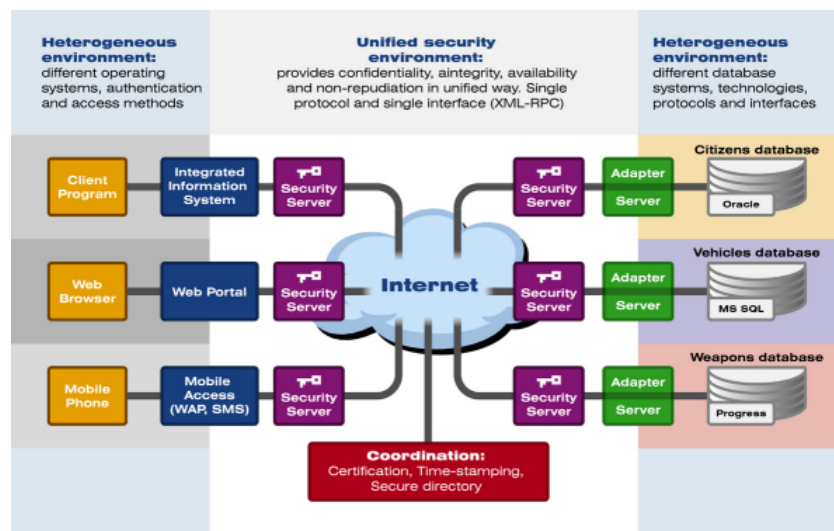 Heterogeneous
environment:
different operating
systems, authentication
and access methods
Unified security
environment:
provides confidentiality, aintegrity, availability
and non-repudiation in unified way. Single
protocol and single interface (XML-RPC)
Heterogeneous
environment:
different database
systems, technologies,
protocols and interfaces
Client
Program
Integrated
Information
System
Security
Server
Security
Server
Adapter
Server
Citizens database
Oracle
Web
Browser
Web Portal
Security
Server
Internet
Security
Server
Adapter
Server
Vehicles database
MS SQL
Mobile
Phone
Mobile
Access
(WAP, SMS)
Security
Server
Security
Server
Adapter
Server
Weapons database
Progress
Coordination:
Certification, Time-stamping,
Secure directory